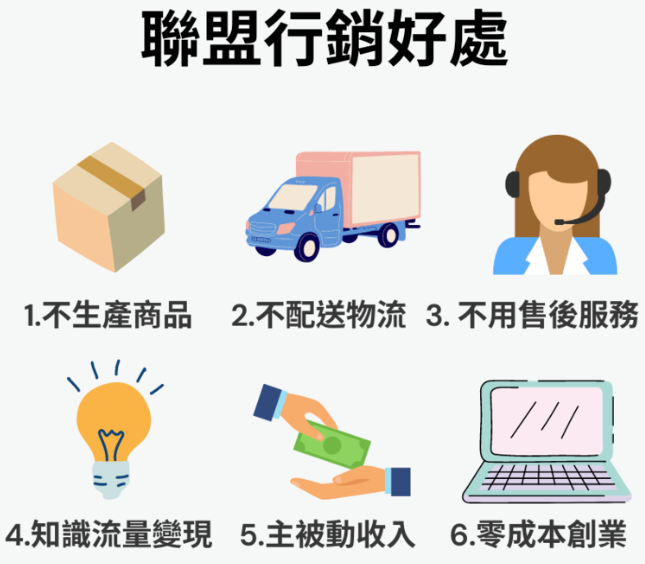 聯盟行銷好處
1.不生產商品
2.不配送物流
3. 不用售後服務
4.知識流量變現
5.主被動收入
6.零成本創業